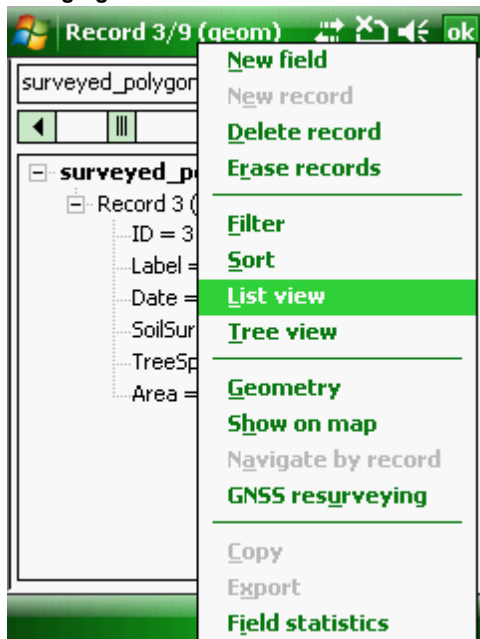 Record 3/9 (geom) ok
surveyed_polygon
surveyed_p
Record 3 (
ID = 3
Label =
Date =
SoilSur
TreeSp
Area =
New field
New record
Delete record
Erase records
Filter
Sort
List view
Tree view
Geometry
Show on map
Navigate by record
GNSS resurveying
Copy
Export
Field statistics